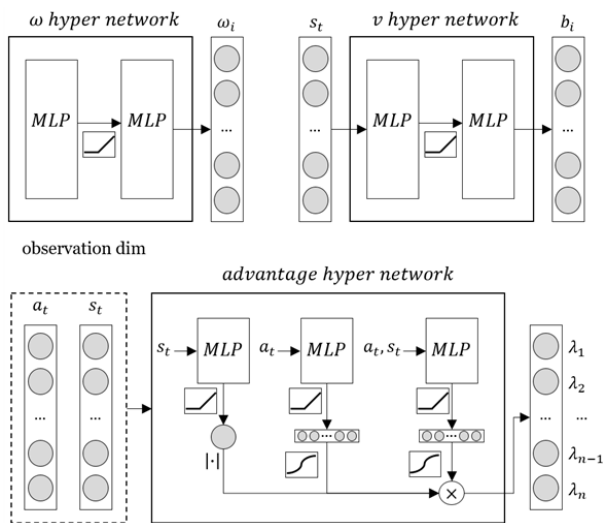 ω hyper network
ω_i
s_t
v hyper network
b_i
MLP
MLP
...
...
MLP
MLP
...
observation dim
advantage hyper network
a_t
s_t
s_t
MLP
a_t
MLP
a_t, s_t
MLP
λ_1
λ_2
...
...
...
...
...
...
λ_{n−1}
λ_n
|·|
×